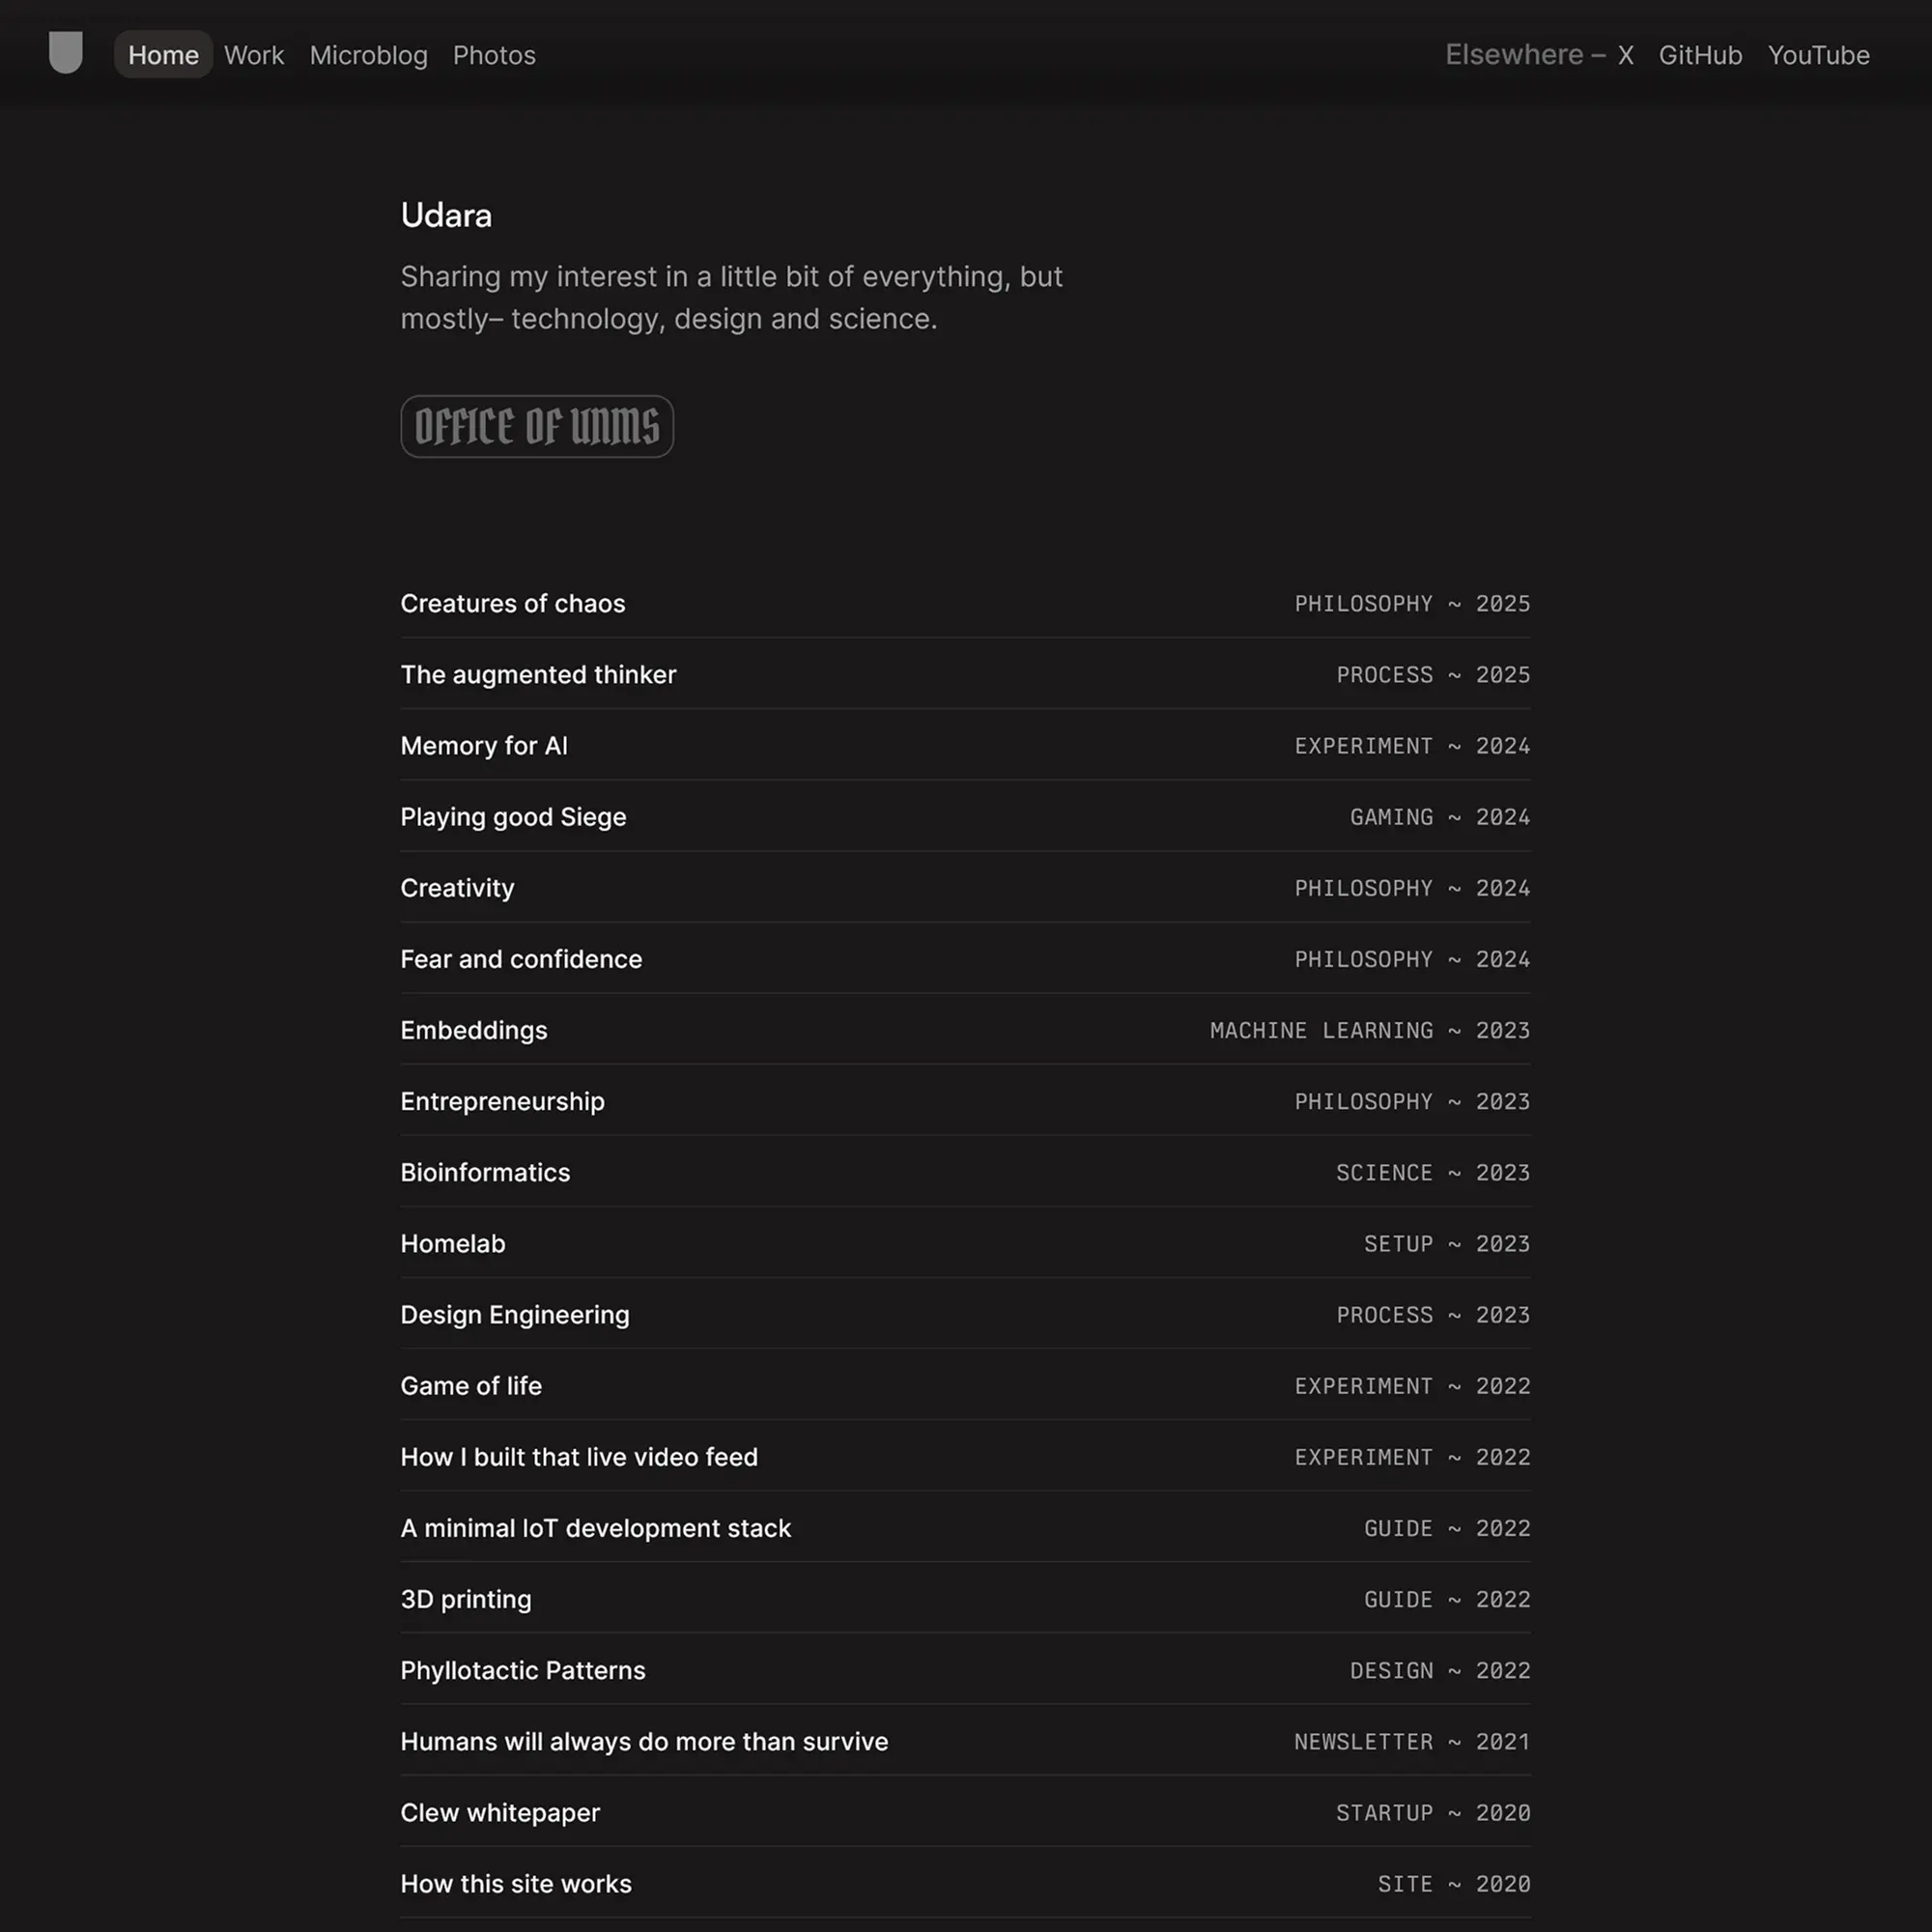 Home Work Microblog Photos Elsewhere – X GitHub YouTube
Udara
Sharing my interest in a little bit of everything, but
mostly– technology, design and science.
OFFICE OF UNMS
Creatures of chaos PHILOSOPHY ~ 2025
The augmented thinker PROCESS ~ 2025
Memory for AI EXPERIMENT ~ 2024
Playing good Siege GAMING ~ 2024
Creativity PHILOSOPHY ~ 2024
Fear and confidence PHILOSOPHY ~ 2024
Embeddings MACHINE LEARNING ~ 2023
Entrepreneurship PHILOSOPHY ~ 2023
Bioinformatics SCIENCE ~ 2023
Homelab SETUP ~ 2023
Design Engineering PROCESS ~ 2023
Game of life EXPERIMENT ~ 2022
How I built that live video feed EXPERIMENT ~ 2022
A minimal IoT development stack GUIDE ~ 2022
3D printing GUIDE ~ 2022
Phyllotactic Patterns DESIGN ~ 2022
Humans will always do more than survive NEWSLETTER ~ 2021
Clew whitepaper STARTUP ~ 2020
How this site works SITE ~ 2020